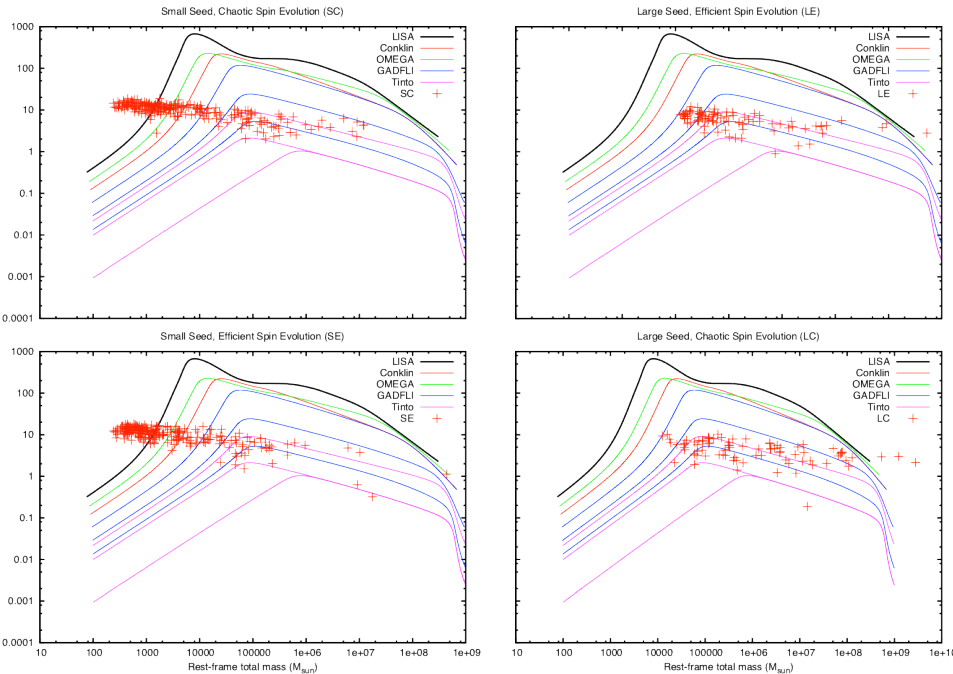 Small Seed, Chaotic Spin Evolution (SC)
1000
100
10
1
0.1
0.01
0.001
0.0001
LISA
Conklin
OMEGA
GADFLI
Tinto
SC
Large Seed, Efficient Spin Evolution (LE)
LISA
Conklin
OMEGA
GADFLI
Tinto
LE
Small Seed, Efficient Spin Evolution (SE)
1000
100
10
1
0.1
0.01
0.001
0.0001
LISA
Conklin
OMEGA
GADFLI
Tinto
SE
10 100 1000 10000 100000 1e+06 1e+07 1e+08 1e+09
Rest-frame total mass (Msun)
Large Seed, Chaotic Spin Evolution (LC)
LISA
Conklin
OMEGA
GADFLI
Tinto
LC
10 100 1000 10000 100000 1e+06 1e+07 1e+08 1e+09 1e+10
Rest-frame total mass (Msun)